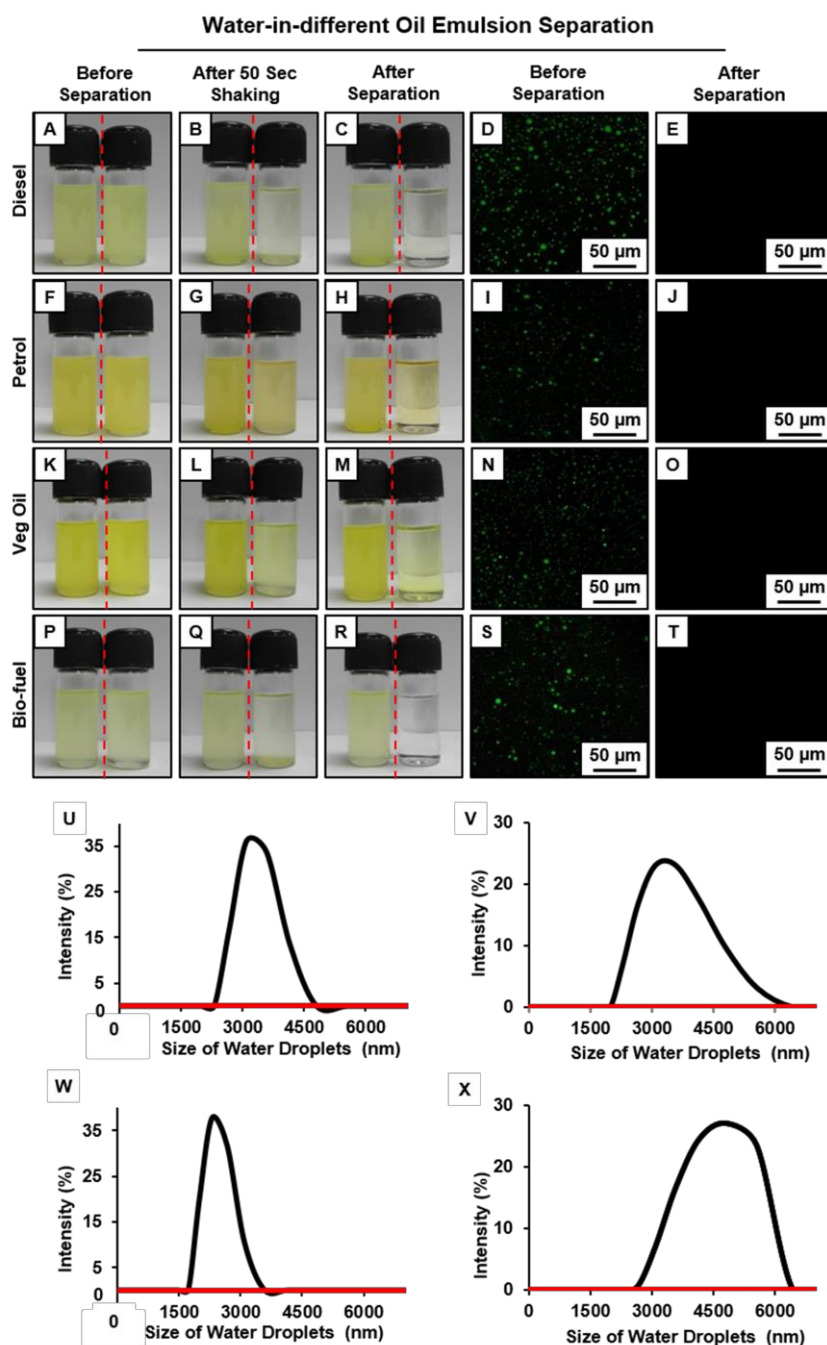 Water-in-different Oil Emulsion Separation
Before Separation
After 50 Sec Shaking
After Separation
Before Separation
After Separation
Diesel
A
B
C
D
50 µm
E
50 µm
Petrol
F
G
H
I
50 µm
J
50 µm
Veg Oil
K
L
M
N
50 µm
O
50 µm
Bio-fuel
P
Q
R
S
50 µm
T
50 µm
U
Intensity (%)
35
25
15
5
0
0 1500 3000 4500 6000
Size of Water Droplets (nm)
V
Intensity (%)
30
20
10
0
0 1500 3000 4500 6000
Size of Water Droplets (nm)
W
Intensity (%)
35
25
15
5
0
0 1500 3000 4500 6000
Size of Water Droplets (nm)
X
Intensity (%)
30
20
10
0
0 1500 3000 4500 6000
Size of Water Droplets (nm)